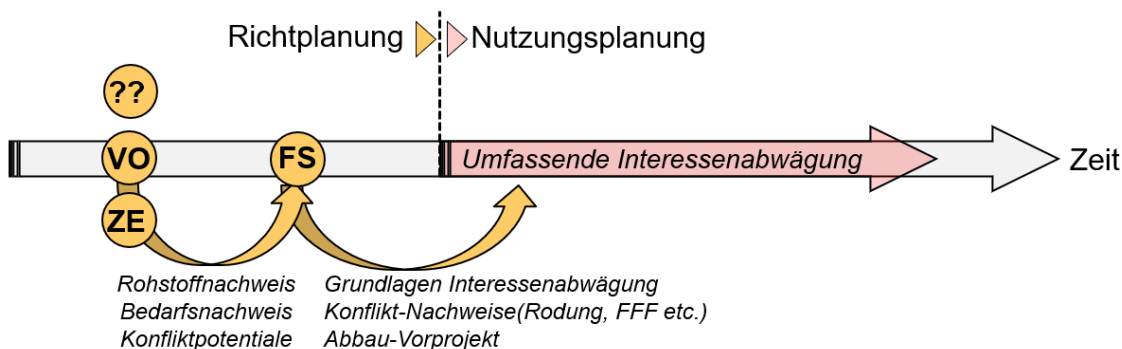 Richtplanung Nutzungsplanung
??
VO FS Umfassende Interessenabwägung Zeit
ZE
Rohstoffnachweis Grundlagen Interessenabwägung
Bedarfsnachweis Konflikt-Nachweise(Rodung, FFF etc.)
Konfliktpotentiale Abbau-Vorprojekt